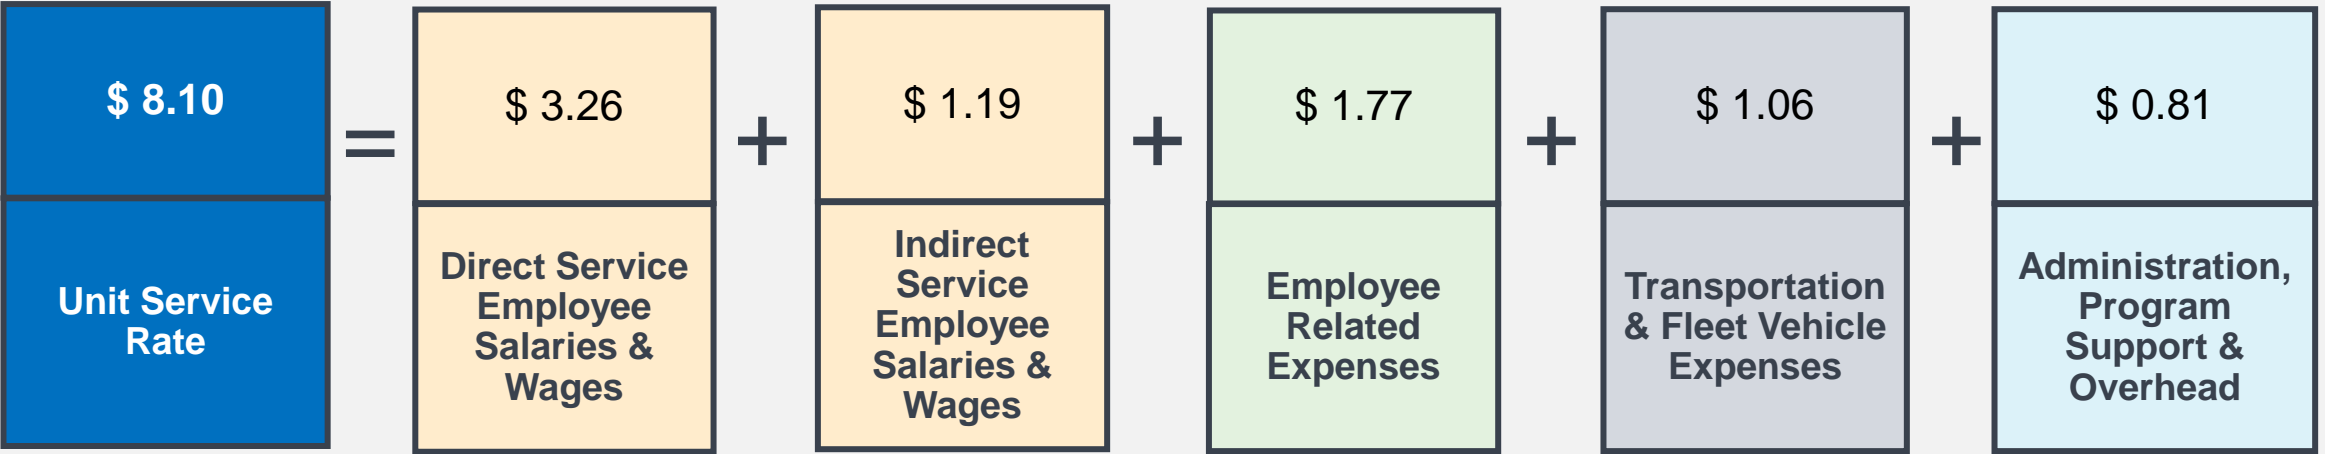 $ 8.10
Unit Service
Rate
=
$ 3.26
Direct Service
Employee
Salaries &
Wages
+
$ 1.19
Indirect
Service
Employee
Salaries &
Wages
+
$ 1.77
Employee
Related
Expenses
+
$ 1.06
Transportation
& Fleet Vehicle
Expenses
+
$ 0.81
Administration,
Program
Support &
Overhead